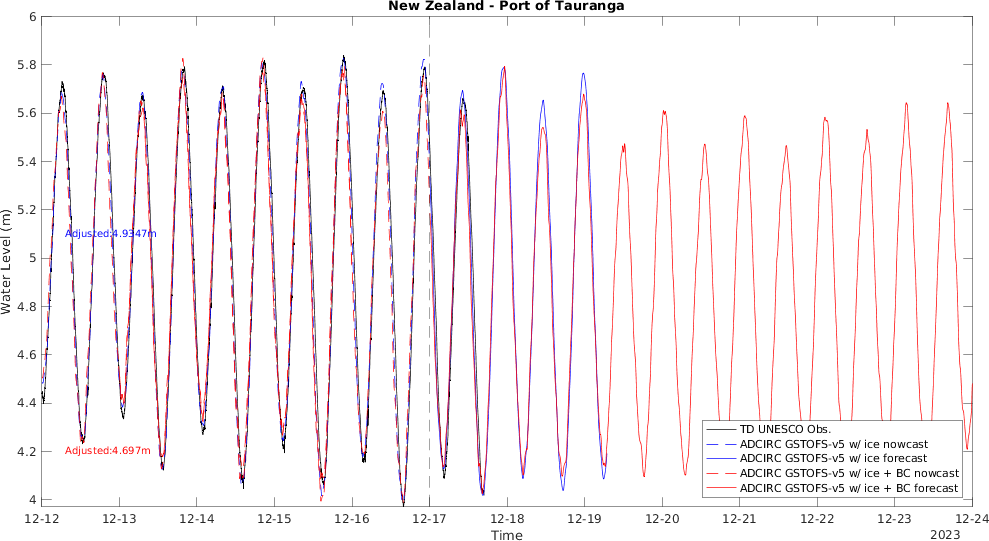 New Zealand - Port of Tauranga
6
5.8
5.6
5.4
5.2
5
4.8
4.6
4.4
4.2
4
Water Level (m)
Adjusted:4.9347m
Adjusted:4.697m
TD UNESCO Obs.
ADCIRC GSTOFS-v5 w/ ice nowcast
ADCIRC GSTOFS-v5 w/ ice forecast
ADCIRC GSTOFS-v5 w/ ice + BC nowcast
ADCIRC GSTOFS-v5 w/ ice + BC forecast
12-12 12-13 12-14 12-15 12-16 12-17 12-18 12-19 12-20 12-21 12-22 12-23 12-24
Time
2023